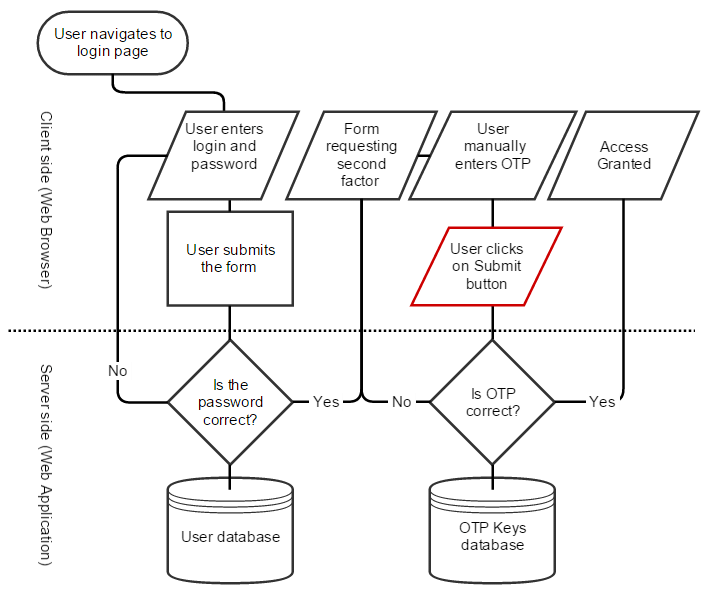 User navigates to
login page
Client side (Web Browser)
User enters
login and
password
Form
requesting
second
factor
User
manually
enters OTP
Access
Granted
User submits
the form
User clicks
on Submit
button
Server side (Web Application)
No
Is the
password
correct?
Yes
No
Is OTP
correct?
Yes
User database
OTP Keys
database